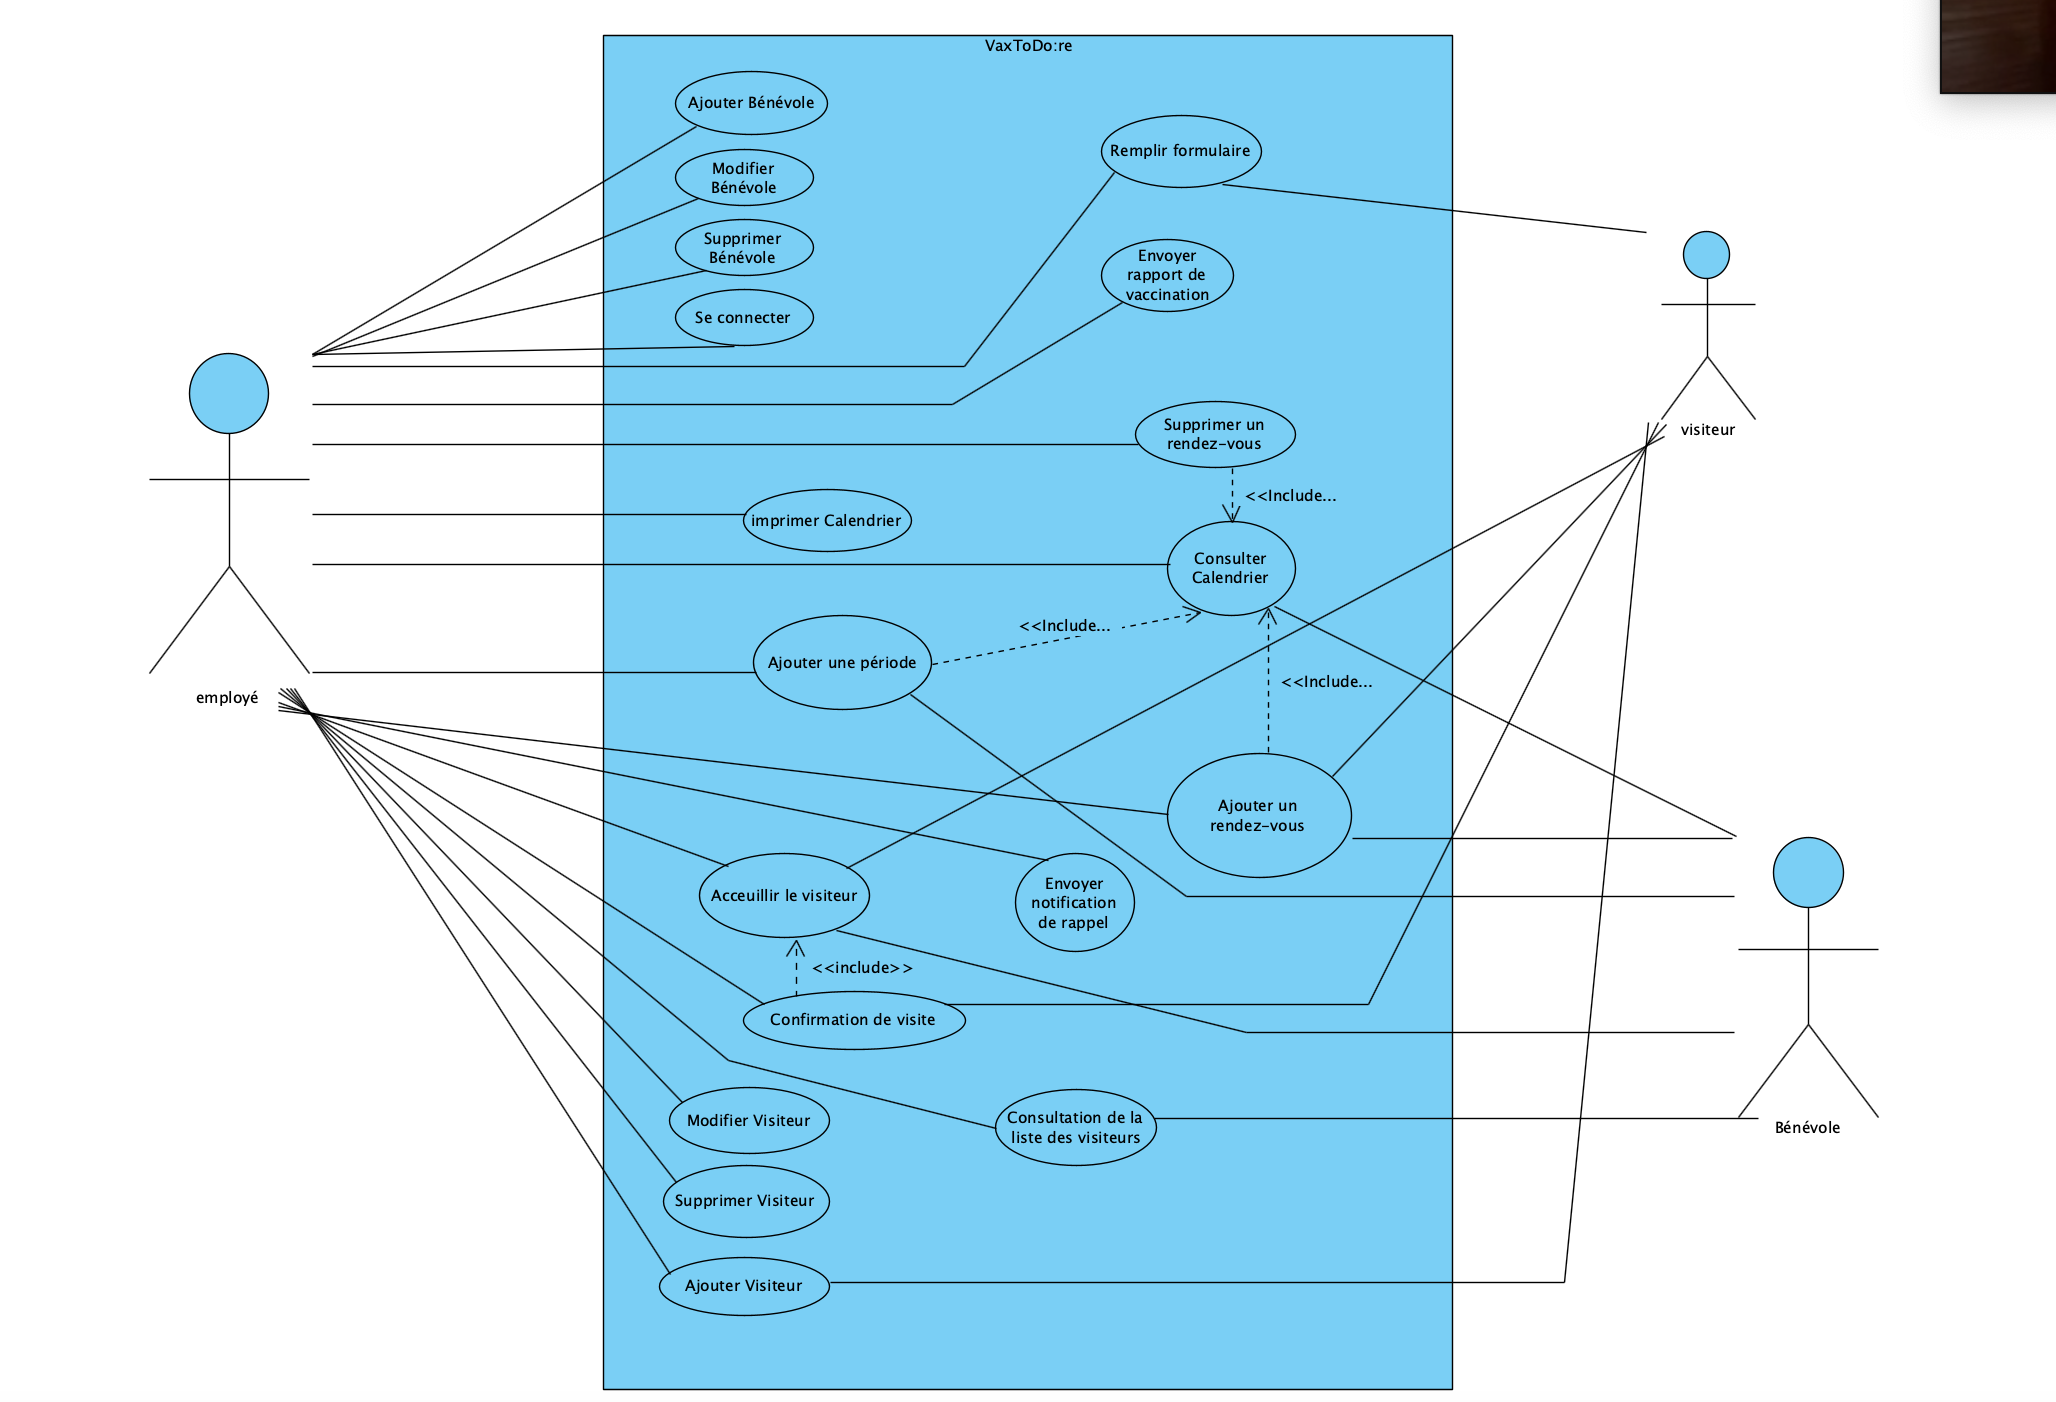 VaxToDo:re
Ajouter Bénévole
Remplir formulaire
Modifier
Bénévole
Supprimer
Bénévole
Envoyer
rapport de
vaccination
Se connecter
Supprimer un
rendez-vous
visiteur
<<Include...
imprimer Calendrier
Consulter
Calendrier
<<Include...
Ajouter une période
<<Include...
employé
Ajouter un
rendez-vous
Acceuillir le visiteur
Envoyer
notification
de rappel
<<include>>
Confirmation de visite
Modifier Visiteur
Consultation de la
liste des visiteurs
Bénévole
Supprimer Visiteur
Ajouter Visiteur